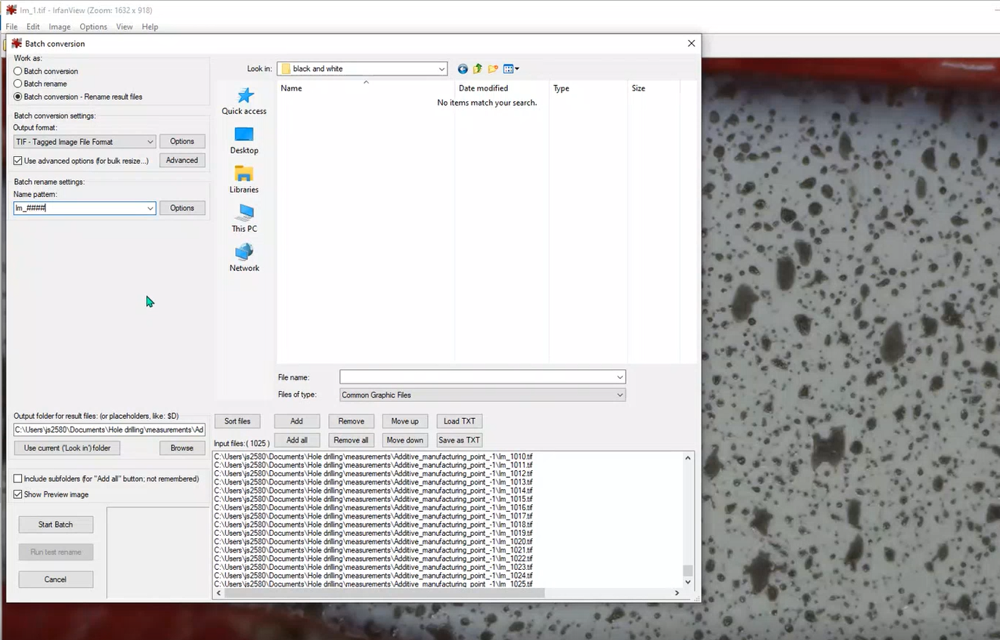 Im_1.tif - IrfanView (Zoom: 1632 x 918)
File Edit Image Options View Help
Batch conversion
Work as:
Batch conversion
Batch rename
Batch conversion - Rename result files
Batch conversion settings:
Output format:
TIF - Tagged Image File Format Options
Use advanced options (for bulk resize...) Advanced
Batch rename settings:
Name pattern:
Im_#### Options
Look in: black and white
Name Date modified Type Size
No items match your search.
Quick access
Desktop
Libraries
This PC
Network
File name:
Files of type: Common Graphic Files
Output folder for result files: (or placeholders, like: $D)
C:\Users\js2580\Documents\Hole drilling\measurements\Ad
Use current ('Look in') folder Browse
Include subfolders (for "Add all" button; not remembered)
Show Preview image
Start Batch
Run test rename
Cancel
Sort files Add Remove Move up Load TXT
Input files: ( 1025 ) Add all Remove all Move down Save as TXT
C:\Users\js2580\Documents\Hole drilling\measurements\Additive_manufacturing_point_-1\Im_1010.tif
C:\Users\js2580\Documents\Hole drilling\measurements\Additive_manufacturing_point_-1\Im_1011.tif
C:\Users\js2580\Documents\Hole drilling\measurements\Additive_manufacturing_point_-1\Im_1012.tif
C:\Users\js2580\Documents\Hole drilling\measurements\Additive_manufacturing_point_-1\Im_1013.tif
C:\Users\js2580\Documents\Hole drilling\measurements\Additive_manufacturing_point_-1\Im_1014.tif
C:\Users\js2580\Documents\Hole drilling\measurements\Additive_manufacturing_point_-1\Im_1015.tif
C:\Users\js2580\Documents\Hole drilling\measurements\Additive_manufacturing_point_-1\Im_1016.tif
C:\Users\js2580\Documents\Hole drilling\measurements\Additive_manufacturing_point_-1\Im_1017.tif
C:\Users\js2580\Documents\Hole drilling\measurements\Additive_manufacturing_point_-1\Im_1018.tif
C:\Users\js2580\Documents\Hole drilling\measurements\Additive_manufacturing_point_-1\Im_1019.tif
C:\Users\js2580\Documents\Hole drilling\measurements\Additive_manufacturing_point_-1\Im_1020.tif
C:\Users\js2580\Documents\Hole drilling\measurements\Additive_manufacturing_point_-1\Im_1021.tif
C:\Users\js2580\Documents\Hole drilling\measurements\Additive_manufacturing_point_-1\Im_1022.tif
C:\Users\js2580\Documents\Hole drilling\measurements\Additive_manufacturing_point_-1\Im_1023.tif
C:\Users\js2580\Documents\Hole drilling\measurements\Additive_manufacturing_point_-1\Im_1024.tif
C:\Users\js2580\Documents\Hole drilling\measurements\Additive_manufacturing_point_-1\Im_1025.tif